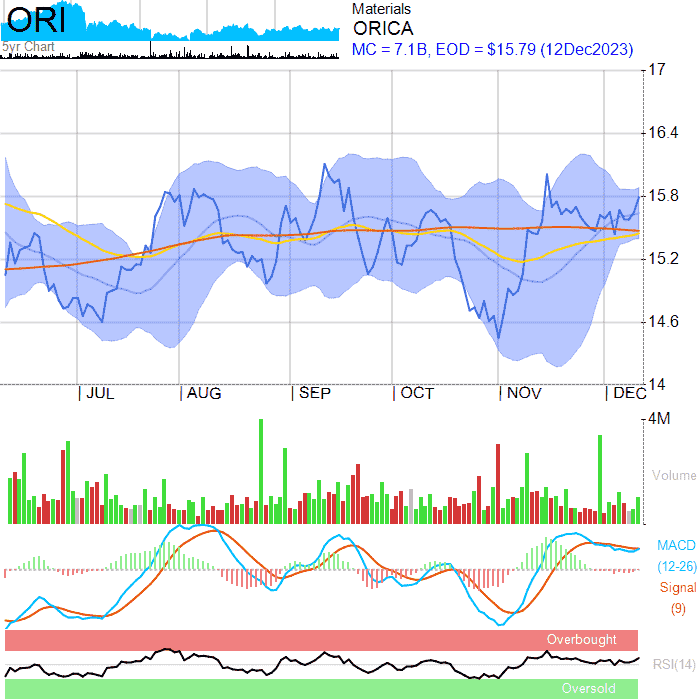 ORI
5yr Chart
Materials
ORICA
MC = 7.1B, EOD = $15.79 (12Dec2023)
17
16.4
15.8
15.2
14.6
14
JUL
AUG
SEP
OCT
NOV
DEC
4M
Volume
MACD
(12-26)
Signal
(9)
Overbought
RSI(14)
Oversold